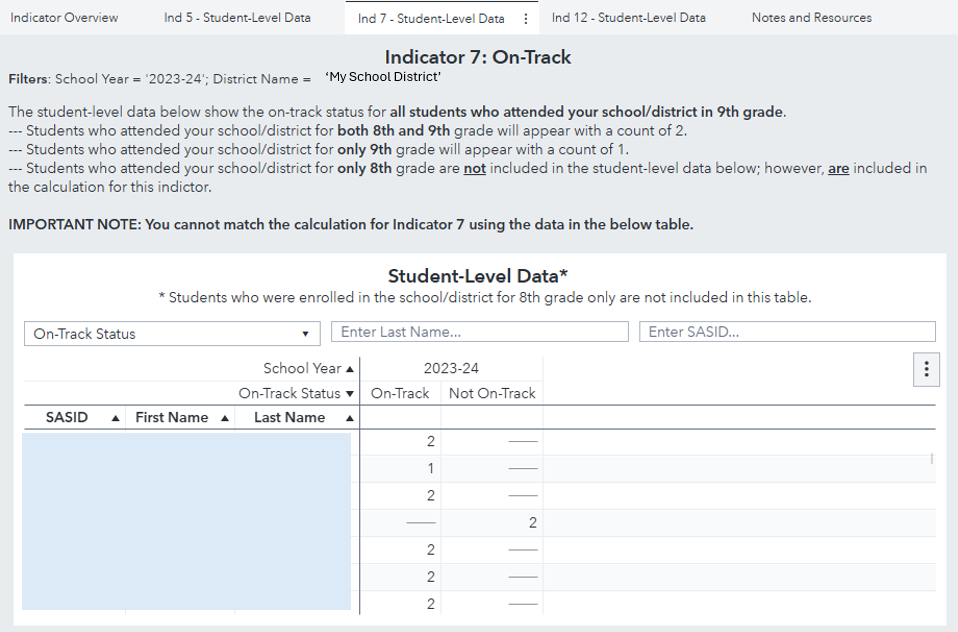 Indicator Overview Ind 5 - Student-Level Data Ind 7 - Student-Level Data Ind 12 - Student-Level Data Notes and Resources
Indicator 7: On-Track
Filters: School Year = '2023-24'; District Name = ‘My School District’
The student-level data below show the on-track status for all students who attended your school/district in 9th grade.
--- Students who attended your school/district for both 8th and 9th grade will appear with a count of 2.
--- Students who attended your school/district for only 9th grade will appear with a count of 1.
--- Students who attended your school/district for only 8th grade are not included in the student-level data below; however, are included in
the calculation for this indictor.
IMPORTANT NOTE: You cannot match the calculation for Indicator 7 using the data in the below table.
Student-Level Data*
* Students who were enrolled in the school/district for 8th grade only are not included in this table.
On-Track Status Enter Last Name... Enter SASID...
School Year 2023-24
On-Track Status On-Track Not On-Track
SASID First Name Last Name
2
1
2
2
2
2
2